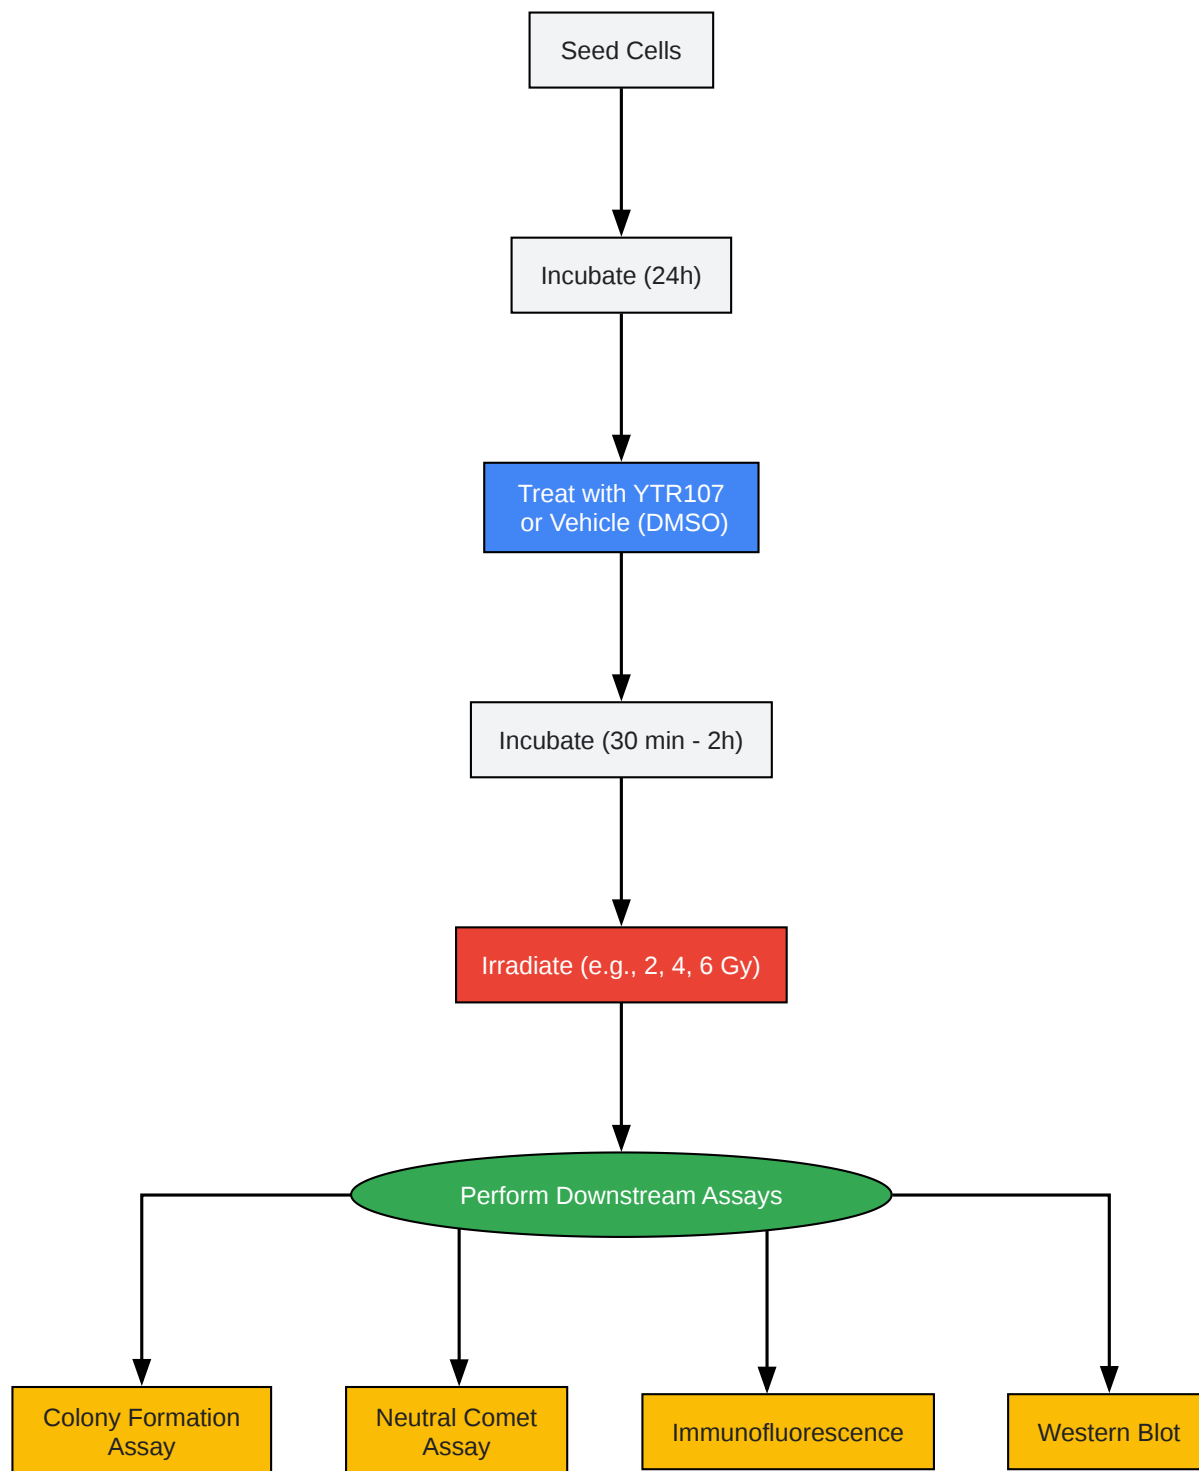 Seed Cells
Incubate (24h)
Treat with YTR107
or Vehicle (DMSO)
Incubate (30 min - 2h)
Irradiate (e.g., 2, 4, 6 Gy)
Perform Downstream Assays
Colony Formation
Assay
Neutral Comet
Assay
Immunofluorescence
Western Blot